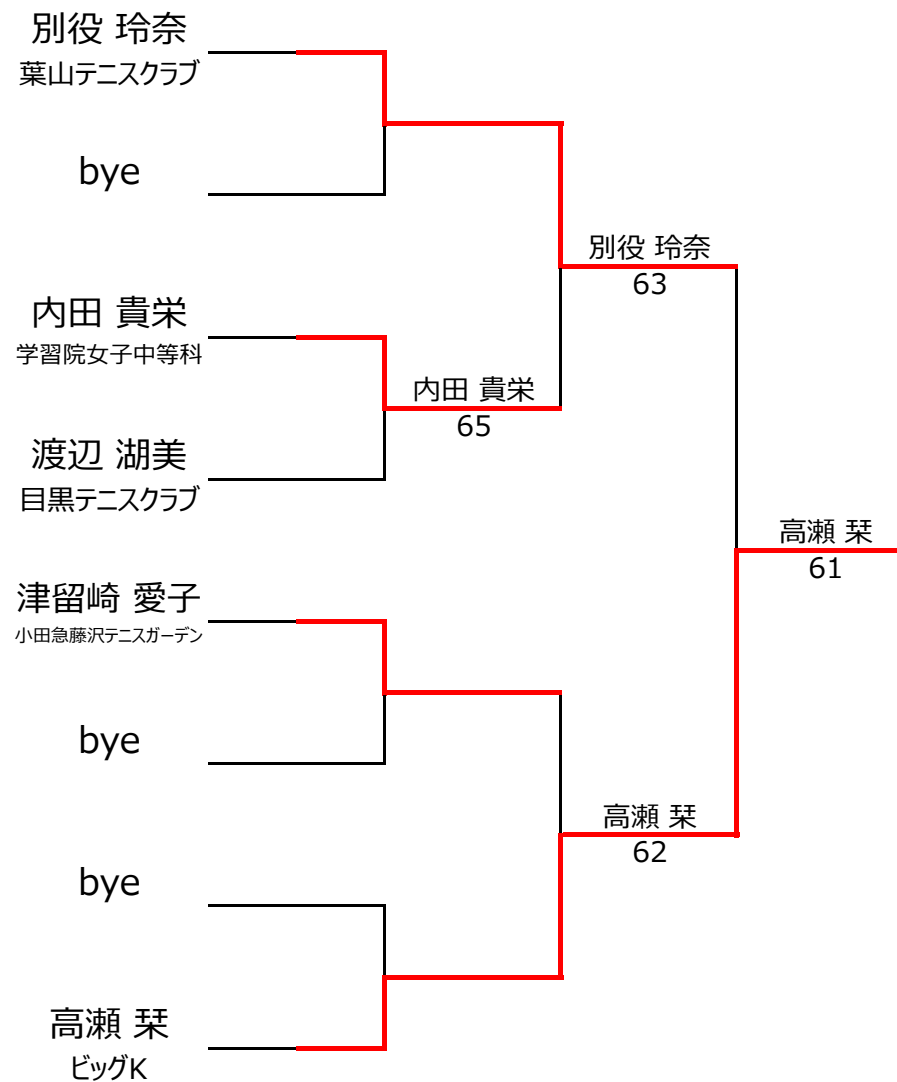 別役 玲奈
葉山テニスクラブ
bye
別役 玲奈
63
内田 貴栄
学習院女子中等科
内田 貴栄
65
渡辺 湖美
目黒テニスクラブ
高瀬 栞
61
津留崎 愛子
小田急藤沢テニスガーデン
bye
高瀬 栞
62
bye
高瀬 栞
ビッグK